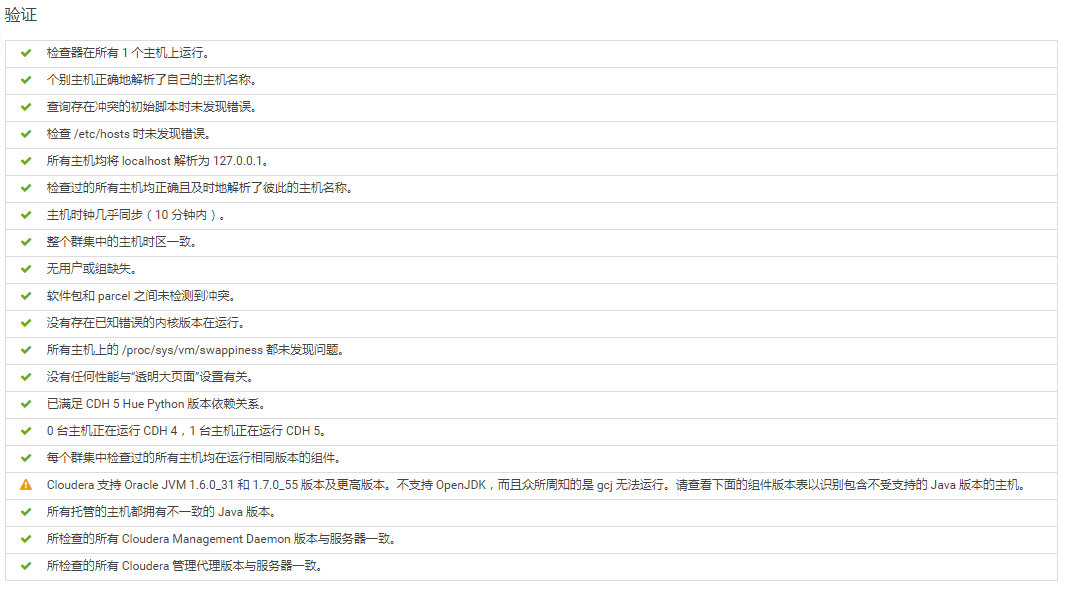 验证
检查器在所有 1 个主机上运行。
个别主机正确地解析了自己的主机名称。
查询存在冲突的初始脚本时未发现错误。
检查 /etc/hosts 时未发现错误。
所有主机均将 localhost 解析为 127.0.0.1。
检查过的所有主机均正确且及时地解析了彼此的主机名称。
主机时钟几乎同步（10 分钟内）。
整个群集中的主机时区一致。
无用户或组缺失。
软件包和 parcel 之间未检测到冲突。
没有存在已知错误的内核版本在运行。
所有主机上的 /proc/sys/vm/swappiness 都未发现问题。
没有任何性能与“透明大页面”设置有关。
已满足 CDH 5 Hue Python 版本依赖关系。
0 台主机正在运行 CDH 4，1 台主机正在运行 CDH 5。
每个群集中检查过的所有主机均在运行相同版本的组件。
Cloudera 支持 Oracle JVM 1.6.0_31 和 1.7.0_55 版本及更高版本。不支持 OpenJDK，而且众所周知的是 gcj 无法运行。请查看下面的组件版本表以识别包含不受支持的 Java 版本的主机。
所有托管的主机都拥有不一致的 Java 版本。
所检查的所有 Cloudera Management Daemon 版本与服务器一致。
所检查的所有 Cloudera 管理代理版本与服务器一致。